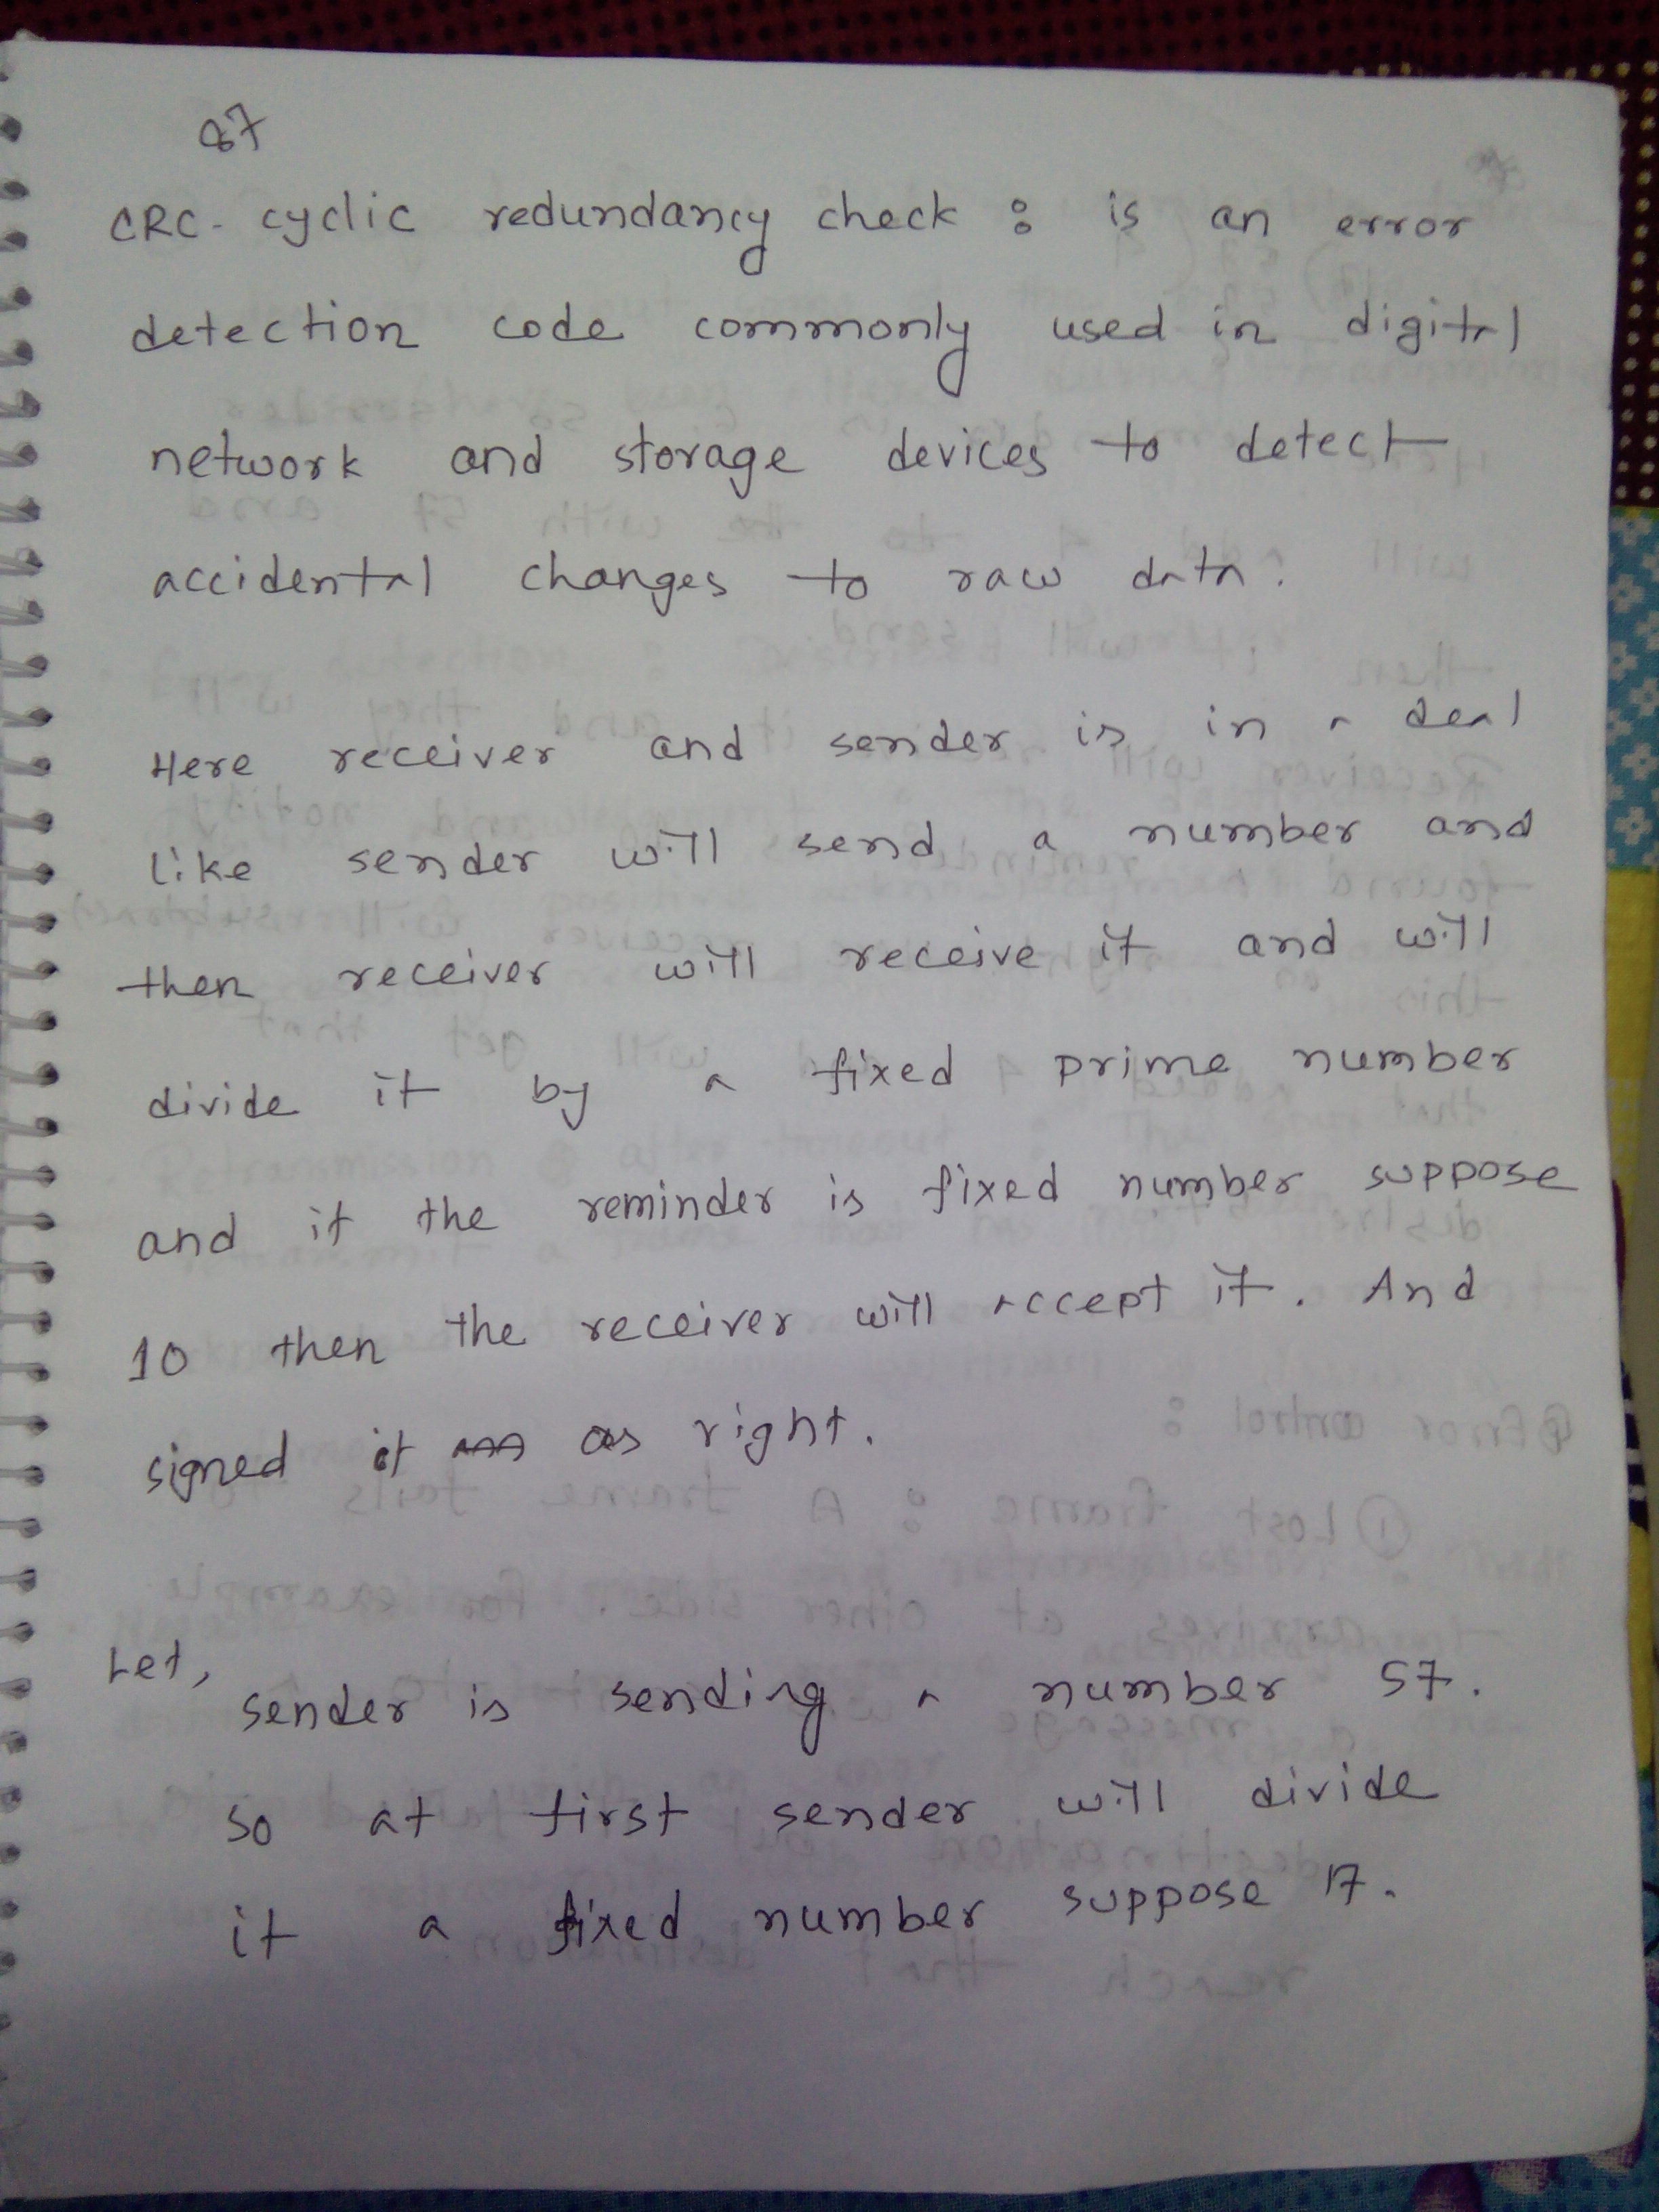 87
CRC- cyclic redundancy check : is an error
detection code commonly used in digital
network and storage devices to detect
accidental changes to raw data.
Here receiver and sender is in a deal
like sender will send a number and
then receiver will receive it and will
divide it by a fixed prime number
and if the reminder is fixed number suppose
10 then the receiver will accept it. And
signed it as right.
Let,
sender is sending a number 57.
so at first sender will divide
it a fixed number suppose 17.